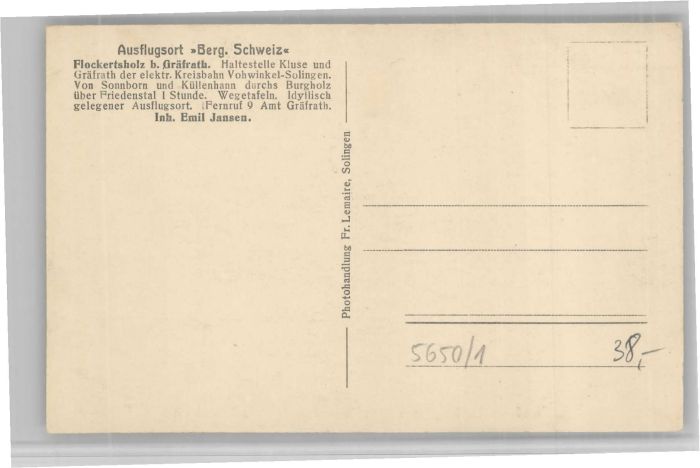 Ausflugsort »Berg. Schweiz«
Flockertsholz b. Gräfrath. Haltestelle Kluse und
Gräfrath der elektr. Kreisbahn Vohwinkel-Solingen.
Von Sonnborn und Küllenhahn durchs Burgholz
über Friedenstal 1 Stunde. Wegetafeln. Idyllisch
gelegener Ausflugsort. Fernruf 9 Amt Gräfrath.
Inh. Emil Jansen.
Photohandlung Fr. Lemaire, Solingen
5650/1
38,-